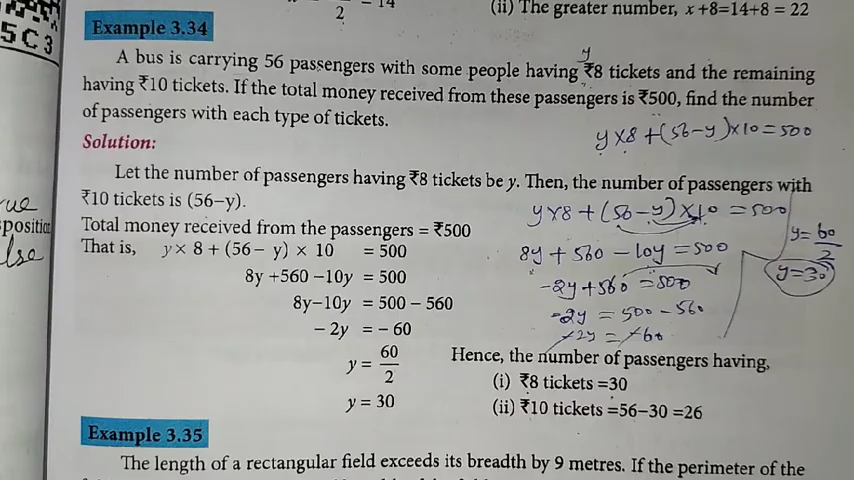 2 = 14
(ii) The greater number, x+8=14+8 = 22
5C3
Example 3.34
y
A bus is carrying 56 passengers with some people having ₹8 tickets and the remaining
having ₹10 tickets. If the total money received from these passengers is ₹500, find the number
of passengers with each type of tickets.
y×8+(56-y)×10=500
Solution:
Let the number of passengers having ₹8 tickets be y. Then, the number of passengers with
₹10 tickets is (56–y).
y×8+(56-y)×10=500
Total money received from the passengers = ₹500
That is, y× 8 + (56– y) × 10 = 500
8y+560-10y=500
8y +560 –10y = 500
-2y+560=500
8y–10y = 500 – 560
-2y = 500-560
– 2y = – 60
-2y = -60
y=60/2
y=30
y = 60/2
y = 30
Hence, the number of passengers having,
(i) ₹8 tickets =30
(ii) ₹10 tickets =56–30 =26
Example 3.35
The length of a rectangular field exceeds its breadth by 9 metres. If the perimeter of the